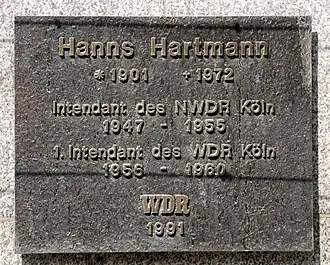 Hanns Hartmann
*1901 +1972
Intendant des NWDR Köln
1947 - 1955
1. Intendant des WDR Köln
1956 - 1960
WDR
1991